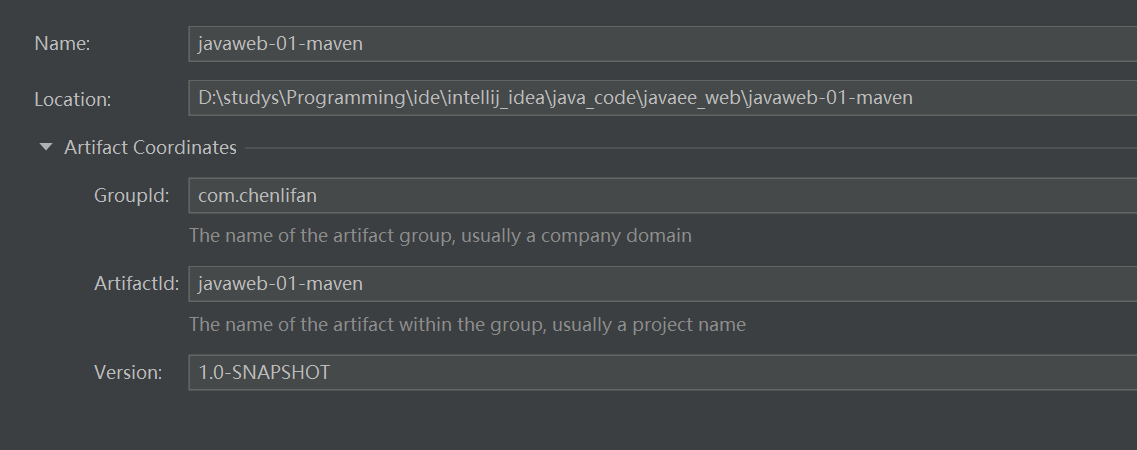 Name: javaweb-01-maven
Location: D:\studys\Programming\ide\intellij_idea\java_code\javaee_web\javaweb-01-maven
Artifact Coordinates
GroupId: com.chenlifan
The name of the artifact group, usually a company domain
ArtifactId: javaweb-01-maven
The name of the artifact within the group, usually a project name
Version: 1.0-SNAPSHOT